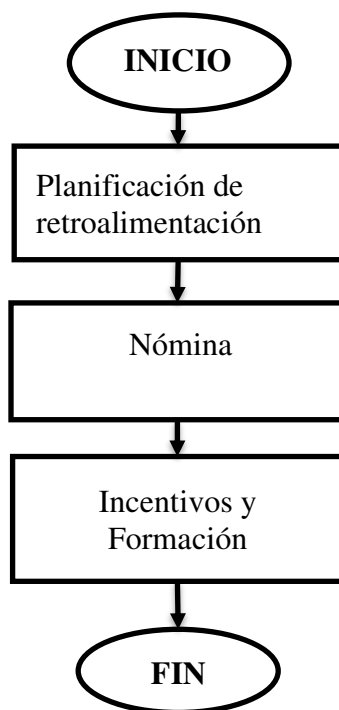 INICIO
Planificación de
retroalimentación
Nómina
Incentivos y
Formación
FIN